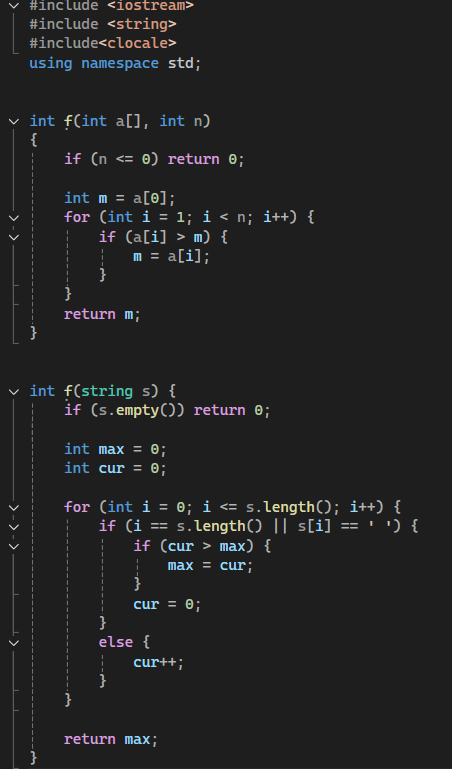 #include <iostream>
#include <string>
#include<clocale>
using namespace std;
int f(int a[], int n)
{
if (n <= 0) return 0;
int m = a[0];
for (int i = 1; i < n; i++) {
if (a[i] > m) {
m = a[i];
}
}
return m;
}
int f(string s) {
if (s.empty()) return 0;
int max = 0;
int cur = 0;
for (int i = 0; i <= s.length(); i++) {
if (i == s.length() || s[i] == ' ') {
if (cur > max) {
max = cur;
}
cur = 0;
}
else {
cur++;
}
}
return max;
}